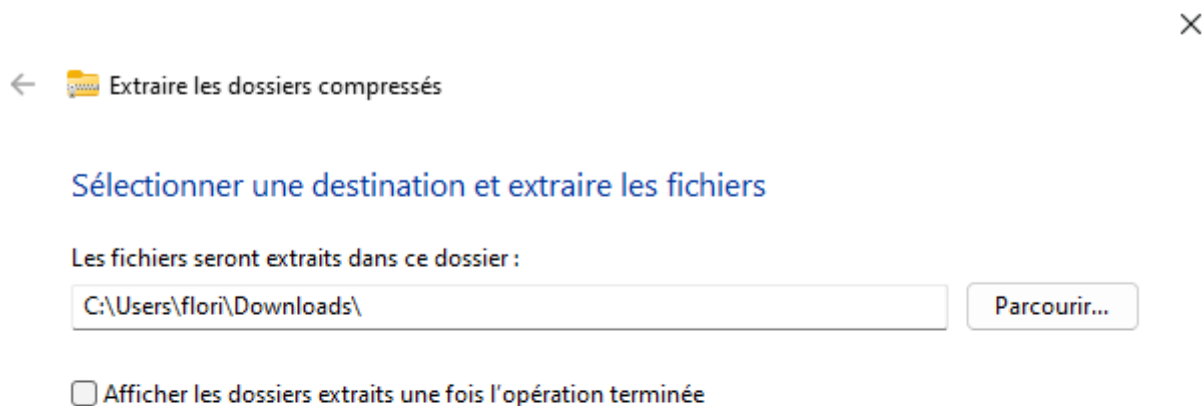 Extraire les dossiers compressés
Sélectionner une destination et extraire les fichiers
Les fichiers seront extraits dans ce dossier :
C:\Users\flori\Downloads\
Parcourir...
Afficher les dossiers extraits une fois l'opération terminée